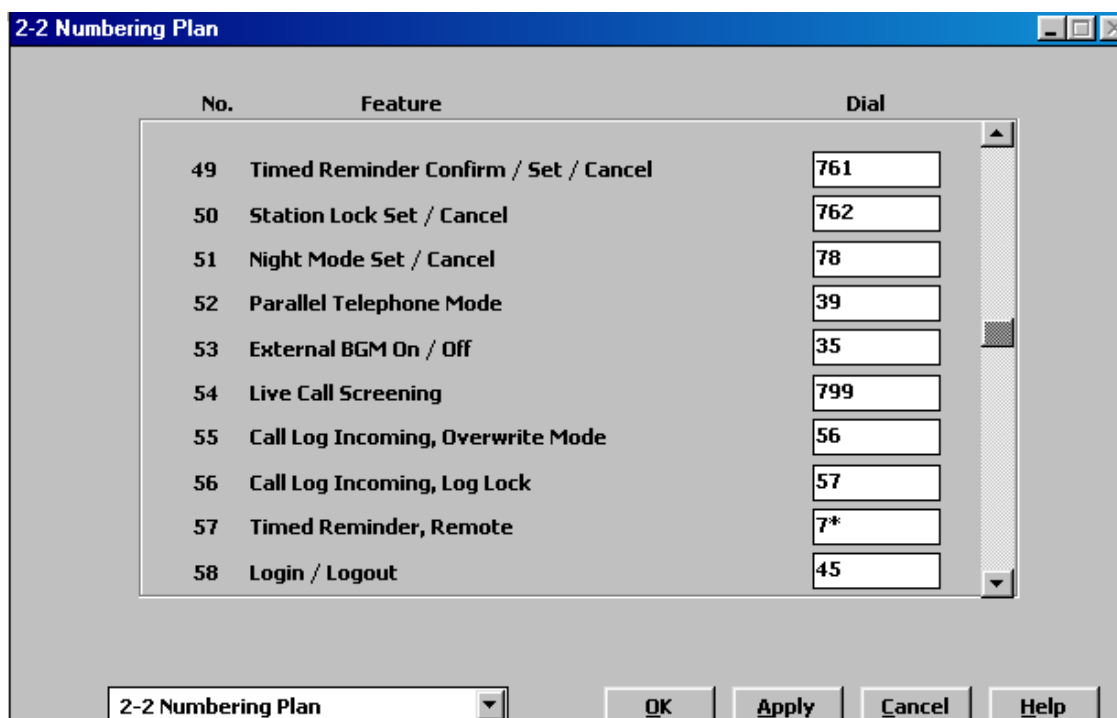 2-2 Numbering Plan
No. Feature Dial
49 Timed Reminder Confirm / Set / Cancel 761
50 Station Lock Set / Cancel 762
51 Night Mode Set / Cancel 78
52 Parallel Telephone Mode 39
53 External BGM On / Off 35
54 Live Call Screening 799
55 Call Log Incoming, Overwrite Mode 56
56 Call Log Incoming, Log Lock 57
57 Timed Reminder, Remote 7*
58 Login / Logout 45
2-2 Numbering Plan OK Apply Cancel Help